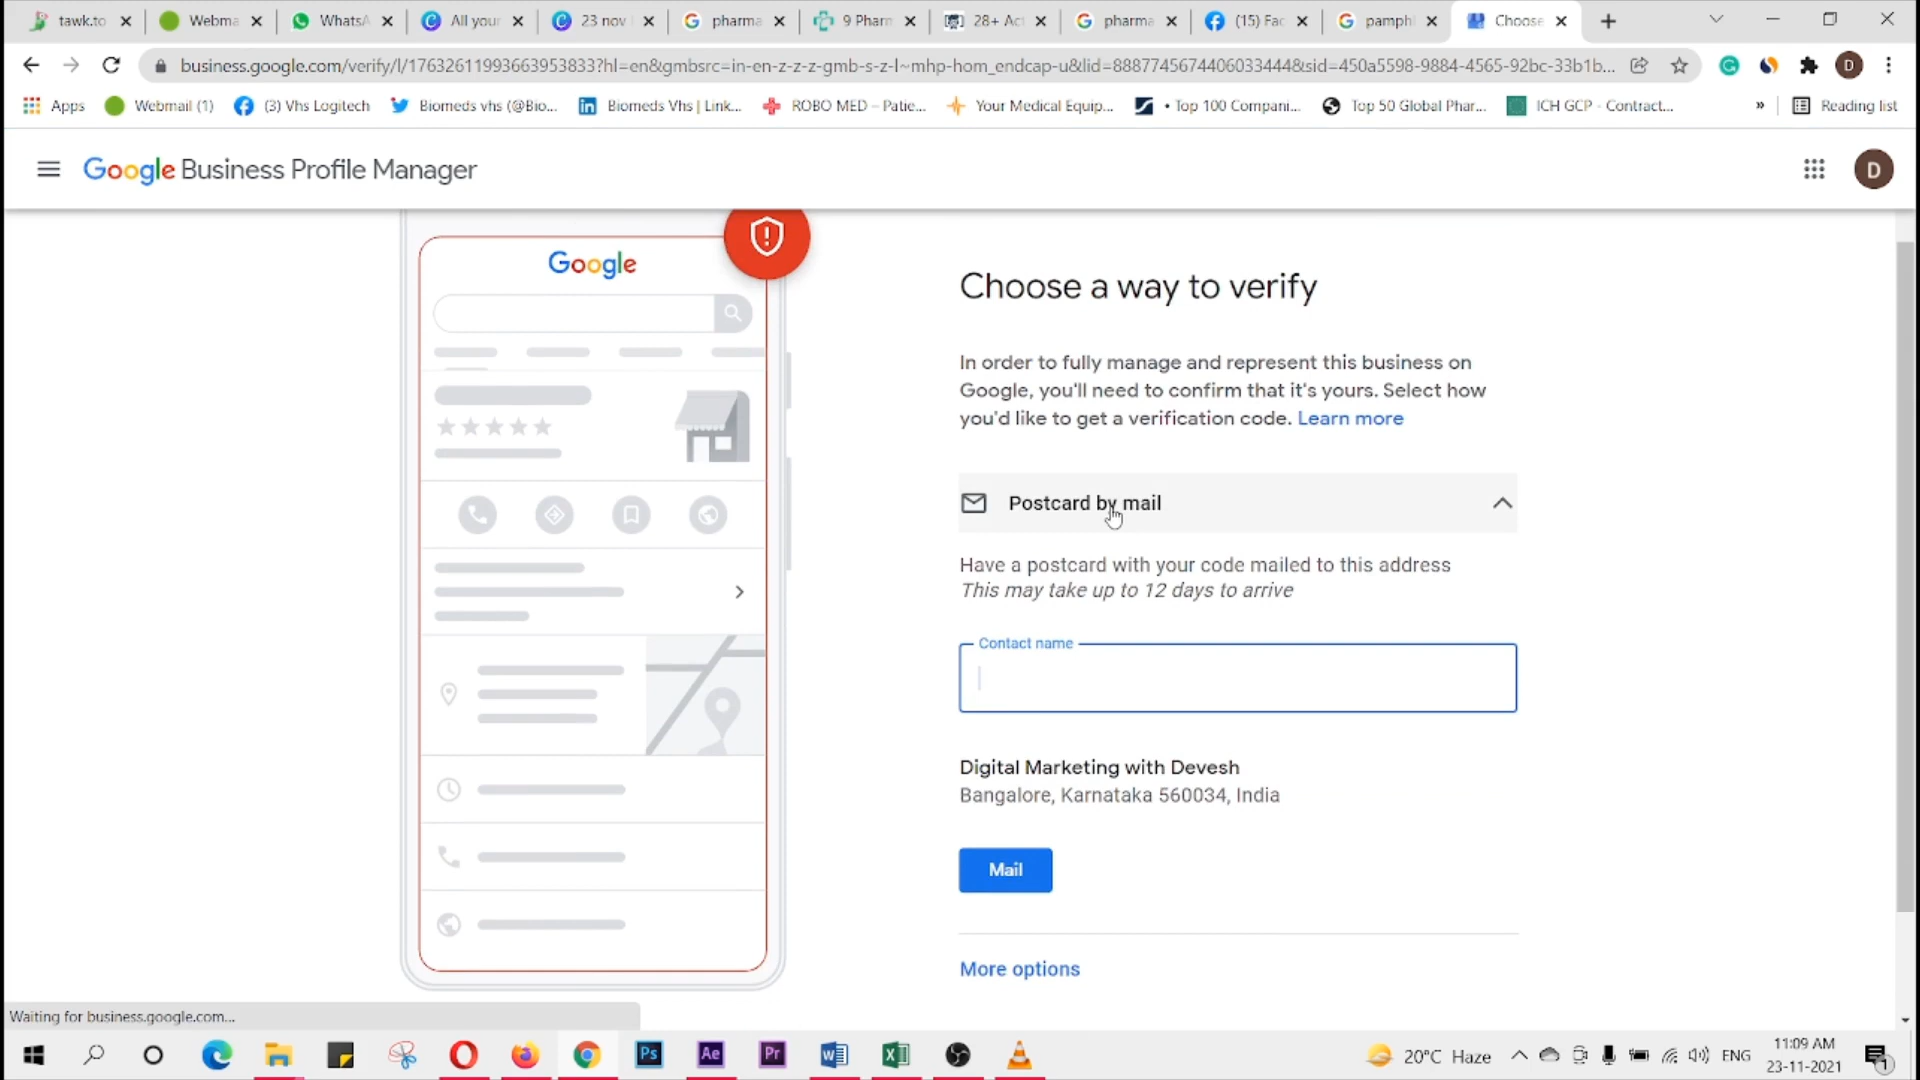 tawk.to
Webma
WhatsA
All your
23 nov
pharma
9 Pharm
28+ Act
pharma
(15) Fac
pamphl
Choose
business.google.com/verify/l/17632611993663953833?hl=en&gmbsrc=in-en-z-z-z-gmb-s-z-l~mhp-hom_endcap-u&lid=8887745674406033444&sid=450a5598-9884-4565-92bc-33b1b...
D
Apps
Webmail (1)
(3) Vhs Logitech
Biomeds vhs (@Bio...
Biomeds Vhs | Link...
ROBO MED – Patie...
Your Medical Equip...
• Top 100 Compani...
Top 50 Global Phar...
ICH GCP - Contract...
»
Reading list
Google Business Profile Manager
D
Google
Choose a way to verify
In order to fully manage and represent this business on
Google, you'll need to confirm that it's yours. Select how
you'd like to get a verification code. Learn more
Postcard by mail
Have a postcard with your code mailed to this address
This may take up to 12 days to arrive
Contact name
Digital Marketing with Devesh
Bangalore, Karnataka 560034, India
Mail
More options
Waiting for business.google.com...
Ps
Ae
Pr
20°C Haze
ENG
11:09 AM
23-11-2021
1